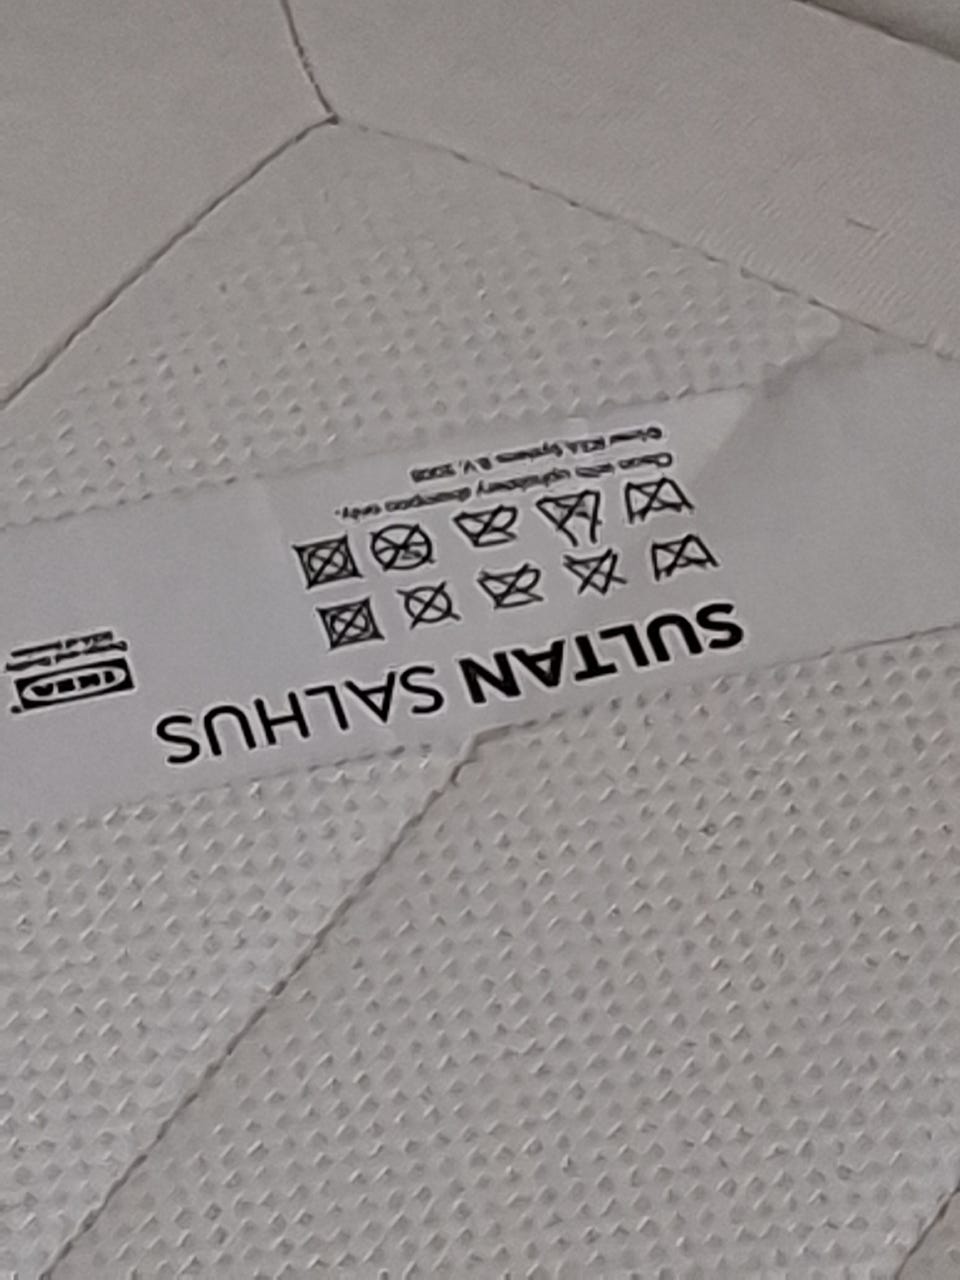 SULTAN SALHUS
Clean with upholstery shampoo only.
© Inter IKEA Systems B.V. 2008
IKEA